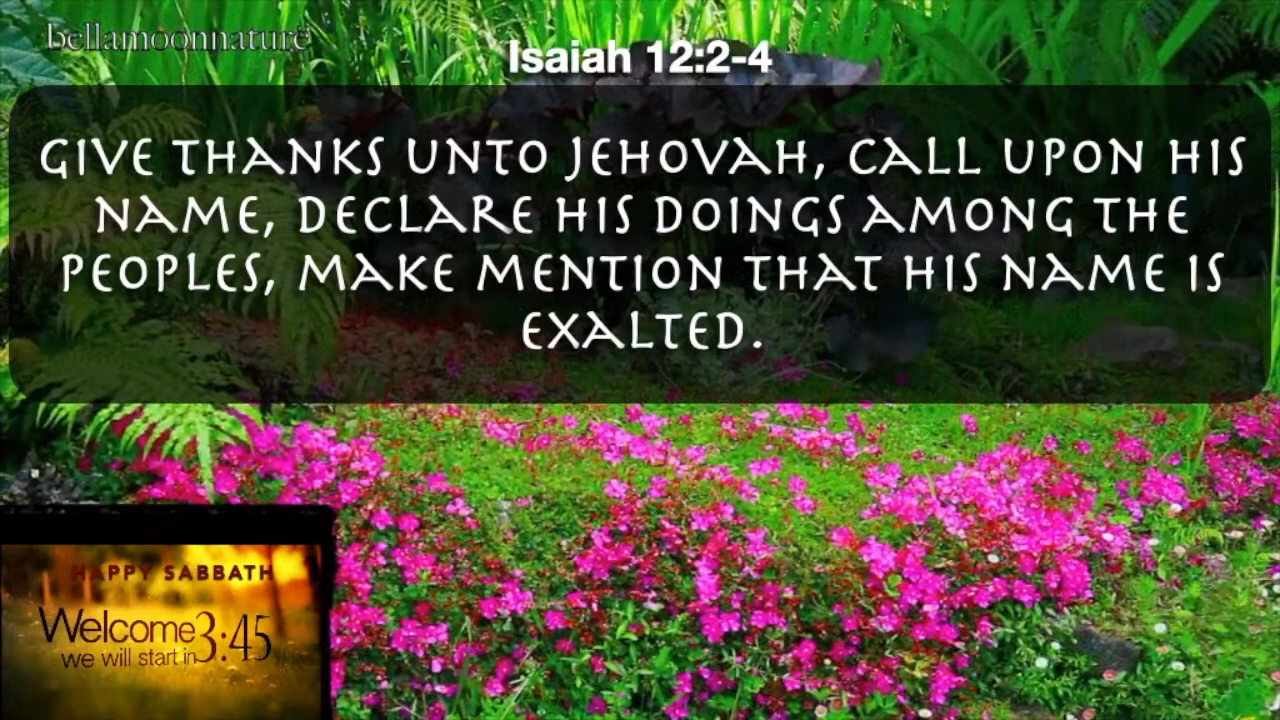 bellamoonnature
Isaiah 12:2-4
GIVE THANKS UNTO JEHOVAH, CALL UPON HIS
NAME, DECLARE HIS DOINGS AMONG THE
PEOPLES, MAKE MENTION THAT HIS NAME IS
EXALTED.
HAPPY SABBATH
Welcome 3:45
we will start in